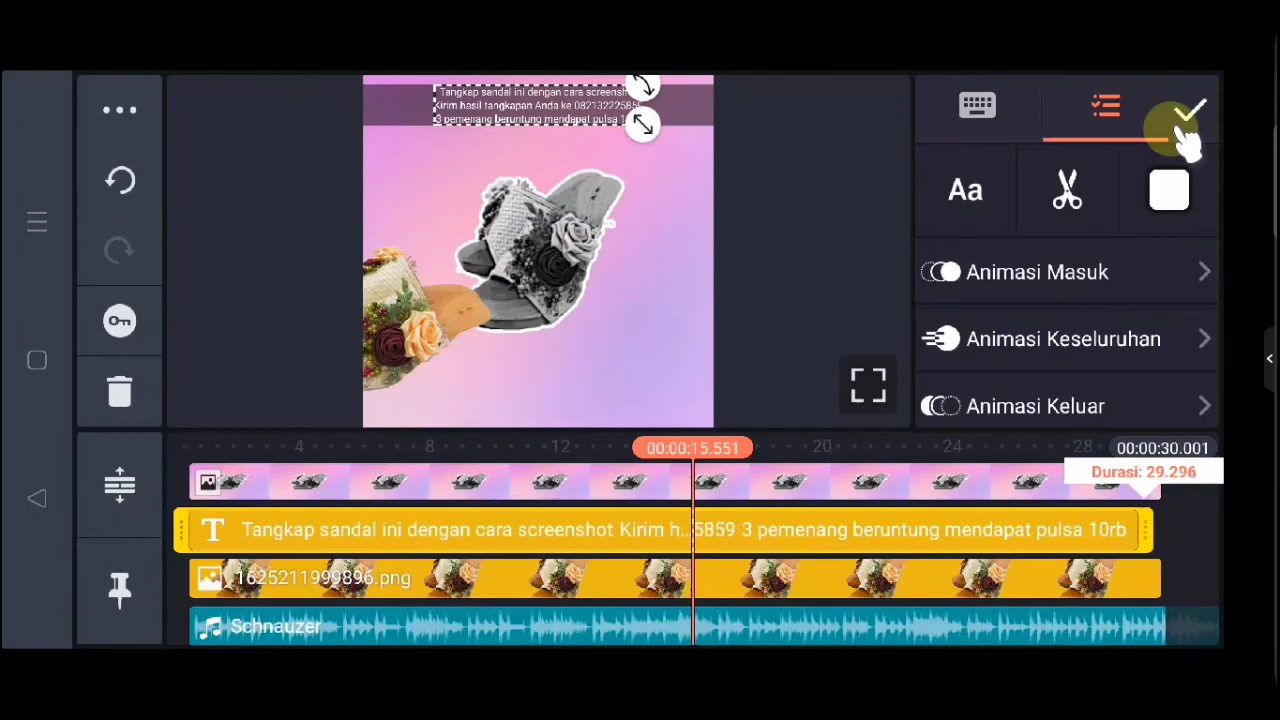 Tangkap sandal ini dengan cara screensh
Kirim hasil tangkapan Anda ke 082132225859
3 pemenang beruntung mendapat pulsa 1
Aa
Animasi Masuk
Animasi Keseluruhan
Animasi Keluar
4 8 12 00:00:15.551 20 24 28 00:00:30.001
Durasi: 29.296
T Tangkap sandal ini dengan cara screenshot Kirim h...5859 3 pemenang beruntung mendapat pulsa 10rb
1625211999896.png
Schnauzer